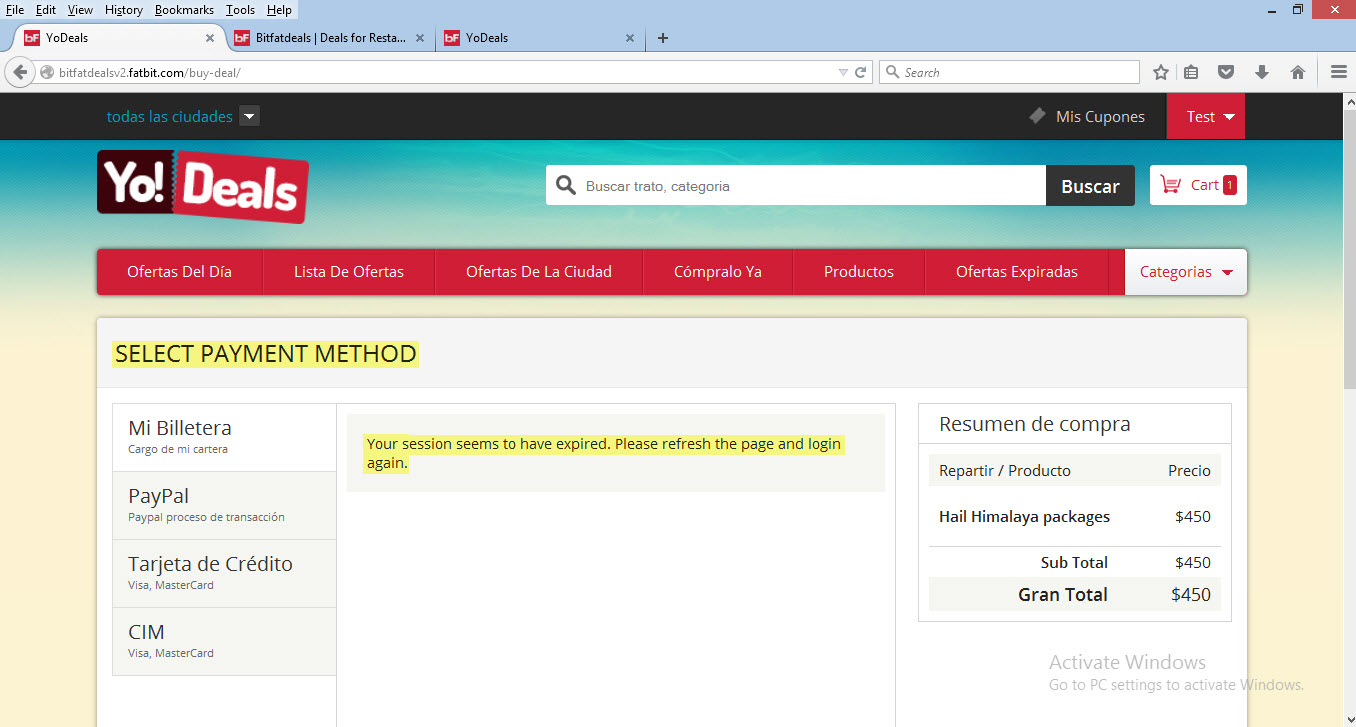 File Edit View History Bookmarks Tools Help
YoDeals
Bitfatdeals | Deals for Resta...
YoDeals
bitfatdealsv2.fatbit.com/buy-deal/
Search
todas las ciudades
Mis Cupones
Test
Yo! Deals
Buscar trato, categoria
Buscar
Cart 1
Ofertas Del Día
Lista De Ofertas
Ofertas De La Ciudad
Cómpralo Ya
Productos
Ofertas Expiradas
Categorias
SELECT PAYMENT METHOD
Mi Billetera
Cargo de mi cartera
PayPal
Paypal proceso de transacción
Tarjeta de Crédito
Visa, MasterCard
CIM
Visa, MasterCard
Your session seems to have expired. Please refresh the page and login
again.
Resumen de compra
Repartir / Producto Precio
Hail Himalaya packages $450
Sub Total $450
Gran Total $450
Activate Windows
Go to PC settings to activate Windows.